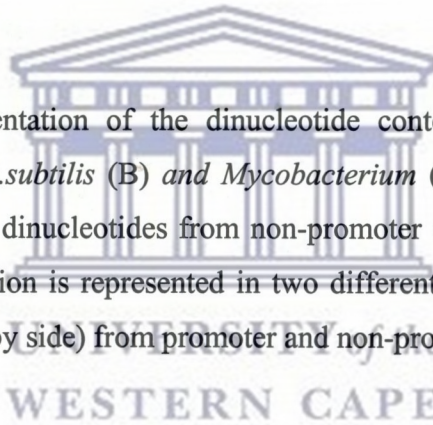 entation of the dinucleotide conte
.subtilis (B) and Mycobacterium (
dinucleotides from non-promoter
ion is represented in two different
by side) from promoter and non-pro
UNIVERSITY of the
WESTERN CAPE